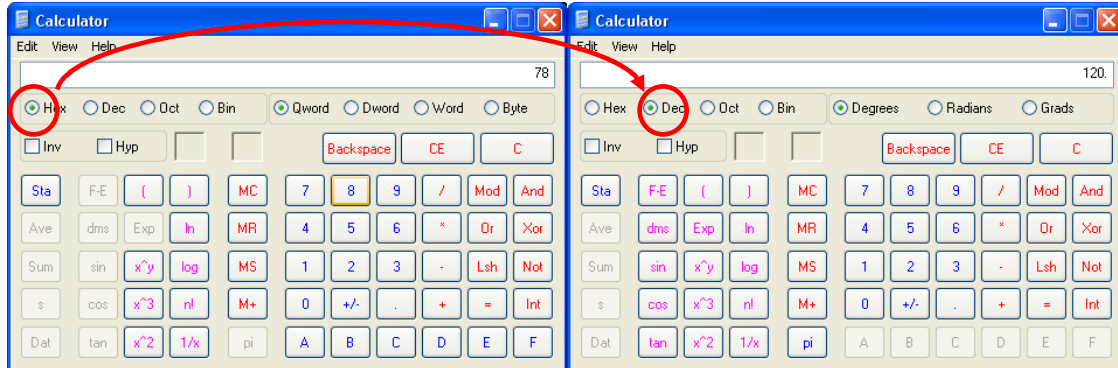 Calculator
Edit View Help
78
Hex Dec Oct Bin Qword Dword Word Byte
Inv Hyp Backspace CE C
Sta F-E ( ) MC 7 8 9 / Mod And
Ave dms Exp ln MR 4 5 6 * Or Xor
Sum sin x^y log MS 1 2 3 - Lsh Not
s cos x^3 n! M+ 0 +/- . + = Int
Dat tan x^2 1/x pi A B C D E F
Calculator
Edit View Help
120.
Hex Dec Oct Bin Degrees Radians Grads
Inv Hyp Backspace CE C
Sta F-E ( ) MC 7 8 9 / Mod And
Ave dms Exp ln MR 4 5 6 * Or Xor
Sum sin x^y log MS 1 2 3 - Lsh Not
s cos x^3 n! M+ 0 +/- . + = Int
Dat tan x^2 1/x pi A B C D E F